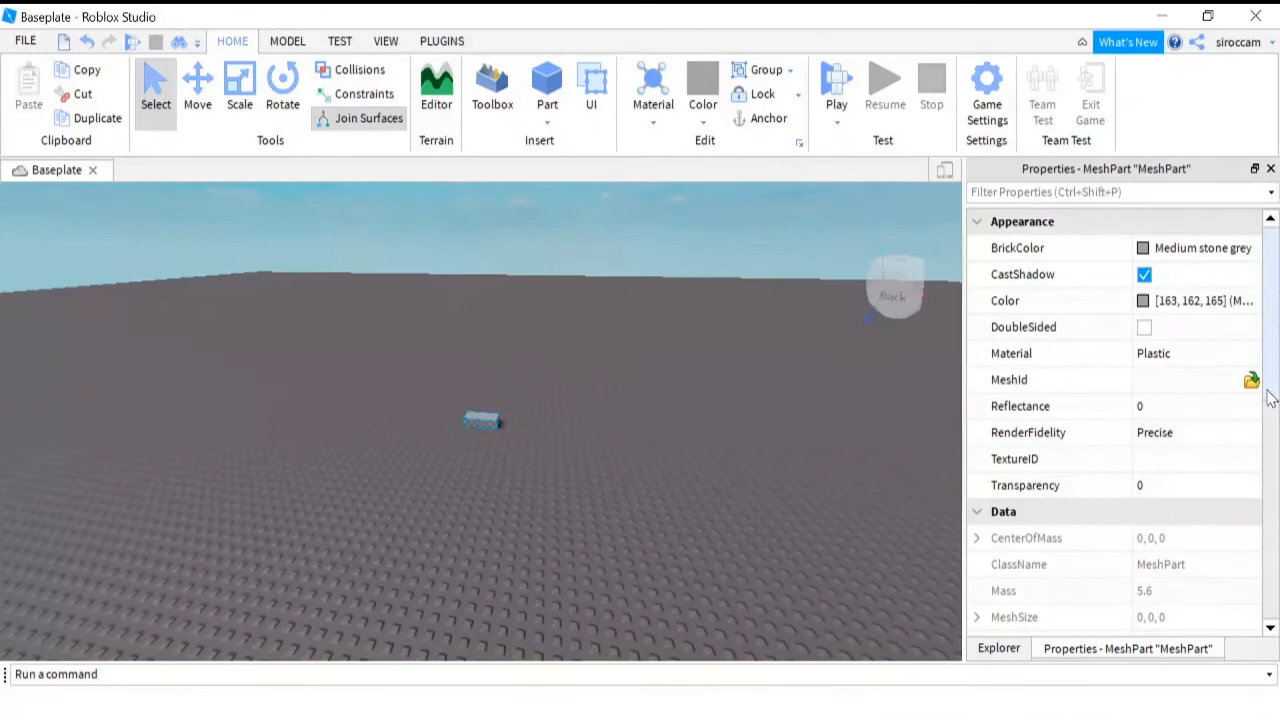 Baseplate - Roblox Studio
FILE HOME MODEL TEST VIEW PLUGINS What's New siroccam
Paste Copy Cut Duplicate Clipboard
Select Move Scale Rotate Collisions Constraints Join Surfaces Tools
Editor Terrain
Toolbox Part UI Insert
Material Color Group Lock Anchor Edit
Play Resume Stop Test
Game Settings Settings
Team Test Exit Game Team Test
Baseplate
Back
Properties - MeshPart "MeshPart"
Filter Properties (Ctrl+Shift+P)
Appearance
BrickColor Medium stone grey
CastShadow
Color [163, 162, 165] (M...
DoubleSided
Material Plastic
MeshId
Reflectance 0
RenderFidelity Precise
TextureID
Transparency 0
Data
CenterOfMass 0, 0, 0
ClassName MeshPart
Mass 5.6
MeshSize 0, 0, 0
Explorer Properties - MeshPart "MeshPart"
Run a command